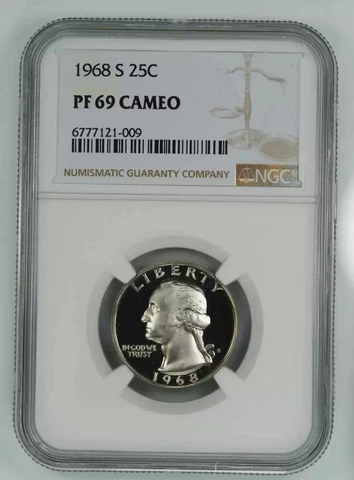 1968 S 25C
PF 69 CAMEO
6777121-009
NUMISMATIC GUARANTY COMPANY
NGC
LIBERTY
IN GOD WE
TRUST
S
1968